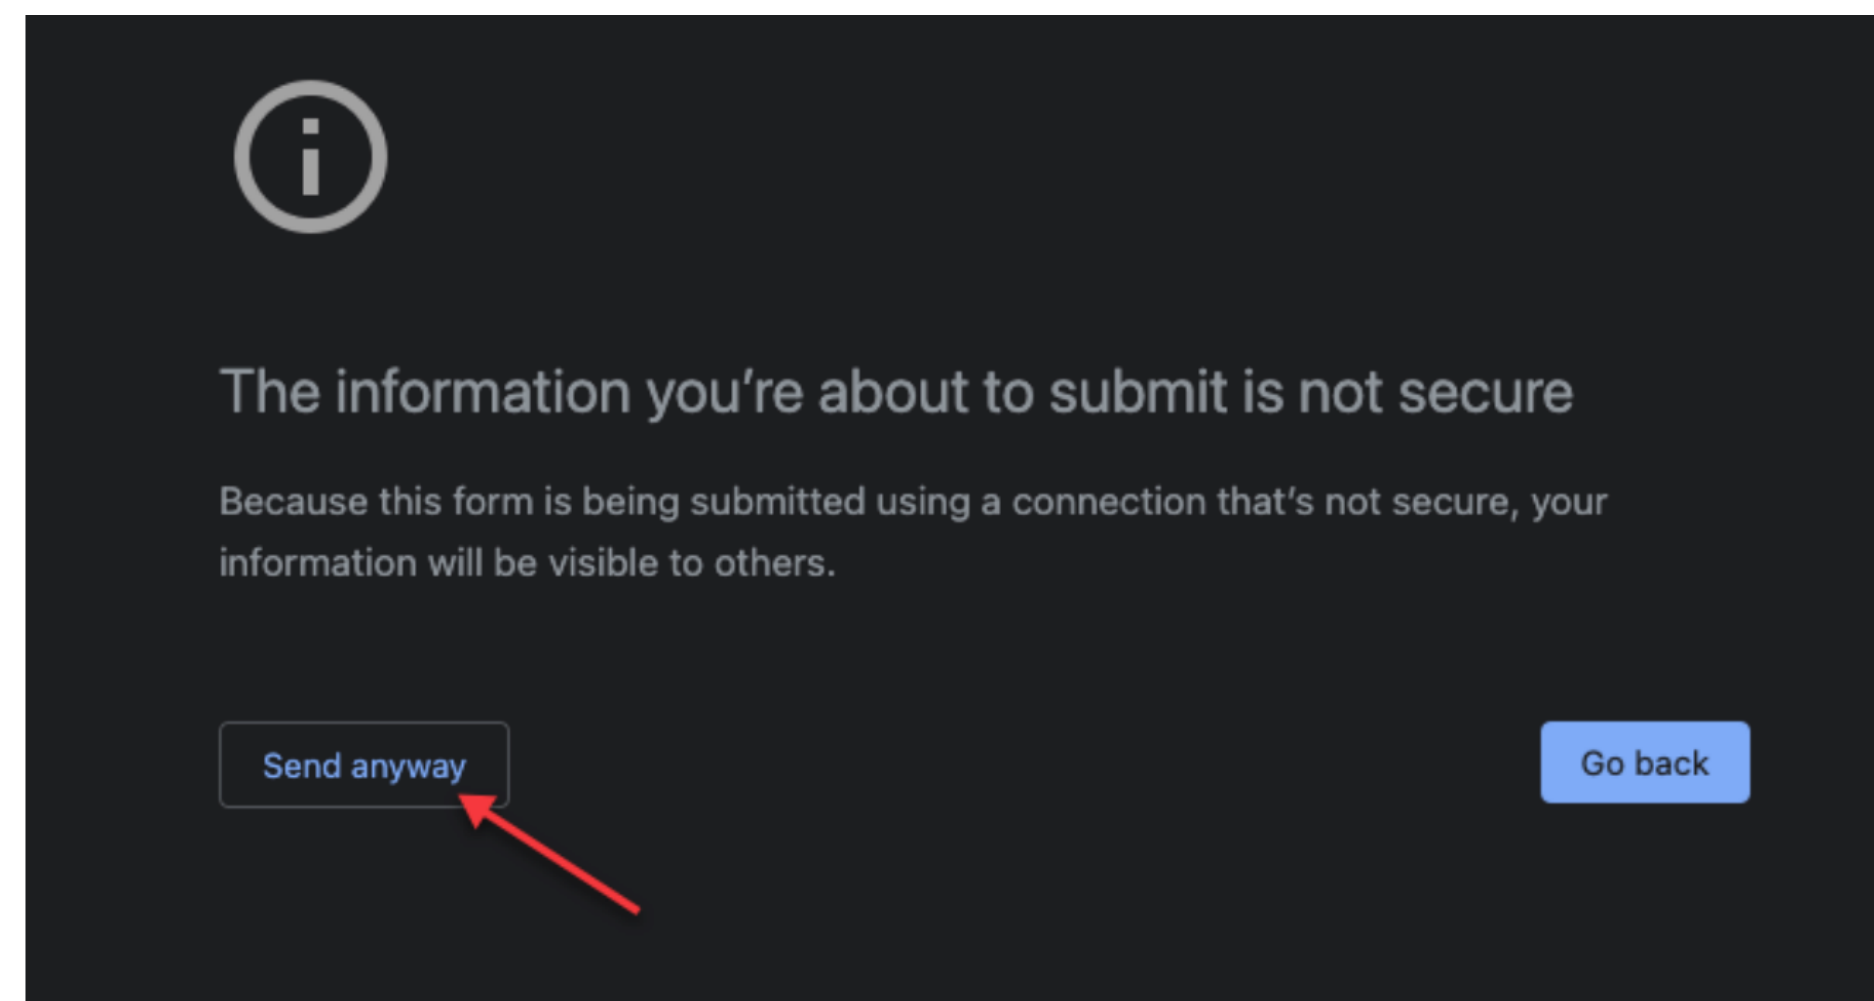 The information you’re about to submit is not secure
Because this form is being submitted using a connection that’s not secure, your
information will be visible to others.
Send anyway
Go back